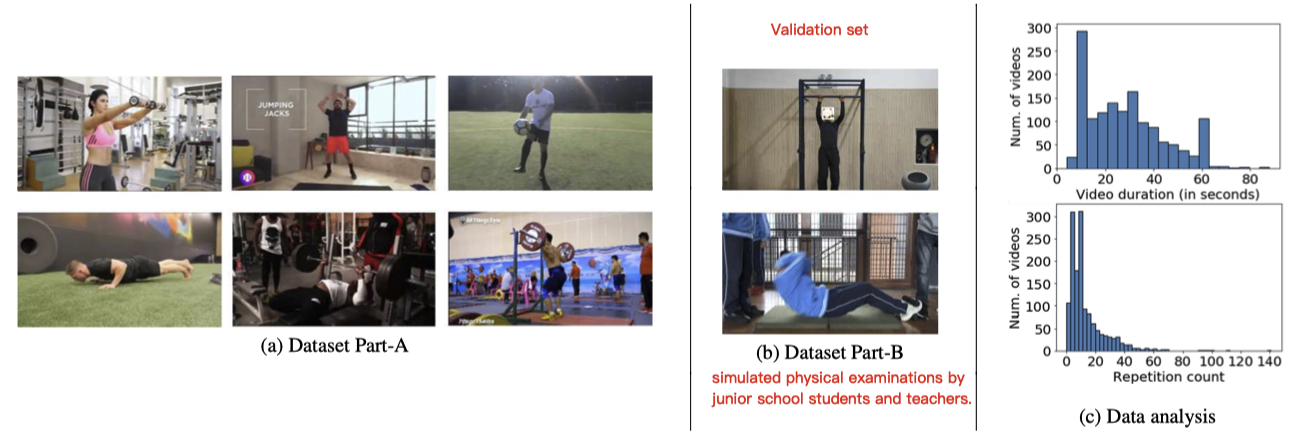 JUMPING
JACKS
(a) Dataset Part-A
Validation set
(b) Dataset Part-B
simulated physical examinations by
junior school students and teachers.
Num. of videos
300
250
200
150
100
50
0
0 20 40 60 80
Video duration (in seconds)
Num. of videos
300
250
200
150
100
50
0
0 20 40 60 80 100 120 140
Repetition count
(c) Data analysis